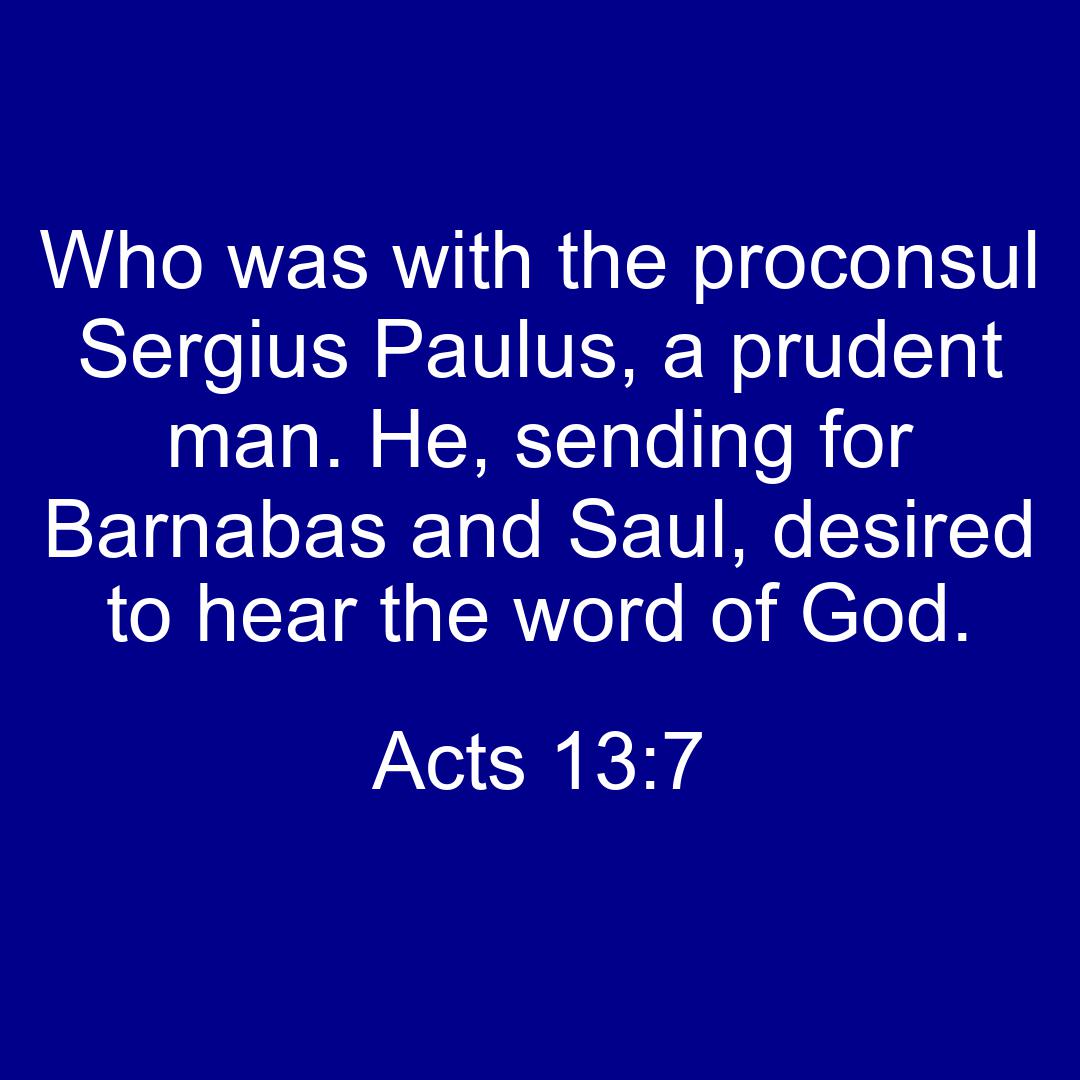 Who was with the proconsul
Sergius Paulus, a prudent
man. He, sending for
Barnabas and Saul, desired
to hear the word of God.
Acts 13:7